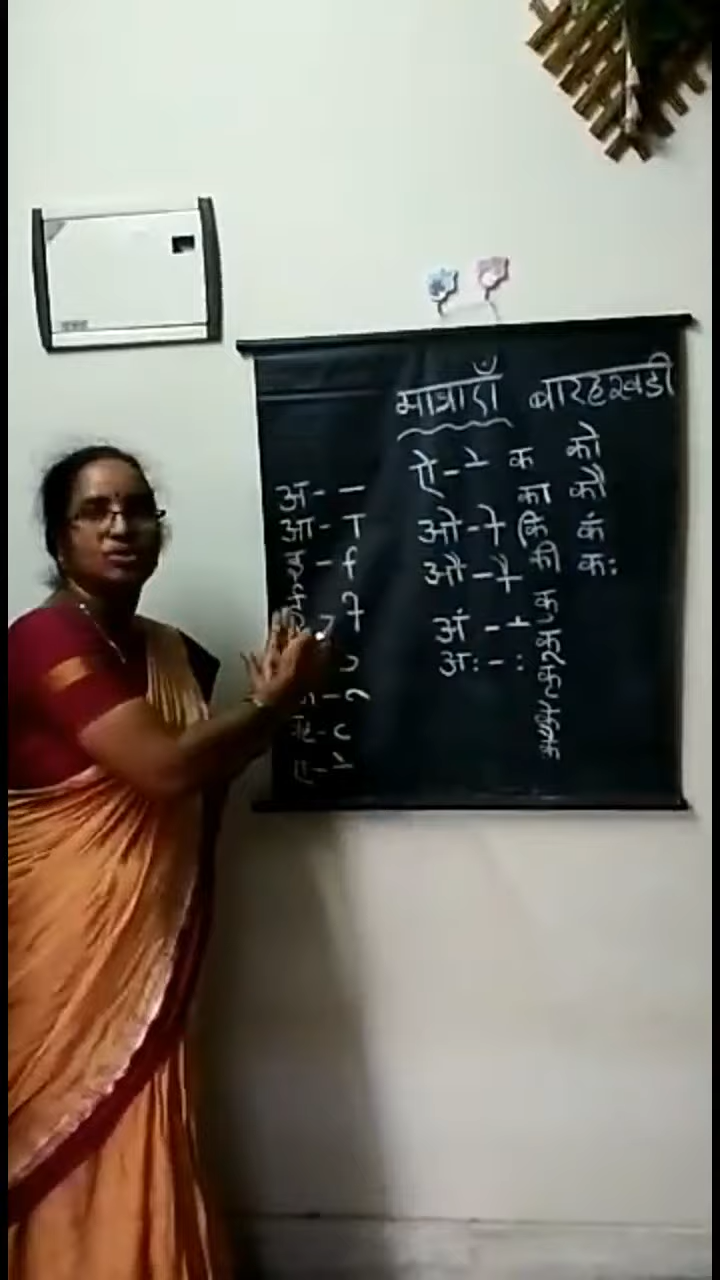 मात्राएँ बारहखडी
अ - –
आ - ा
इ - ि
ी
ु
- ू
ृ
ए - े
ऐ - ै
ओ - ो
औ - ौ
अं - ं
अः - :
क
का
कि
की
कु
कू
कृ
के
कै
को
कौ
कं
कः